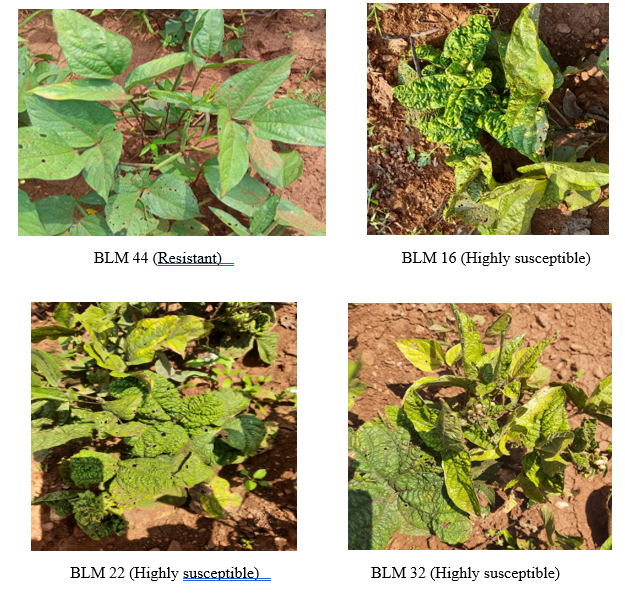 BLM 44 (Resistant)
BLM 16 (Highly susceptible)
BLM 22 (Highly susceptible)
BLM 32 (Highly susceptible)